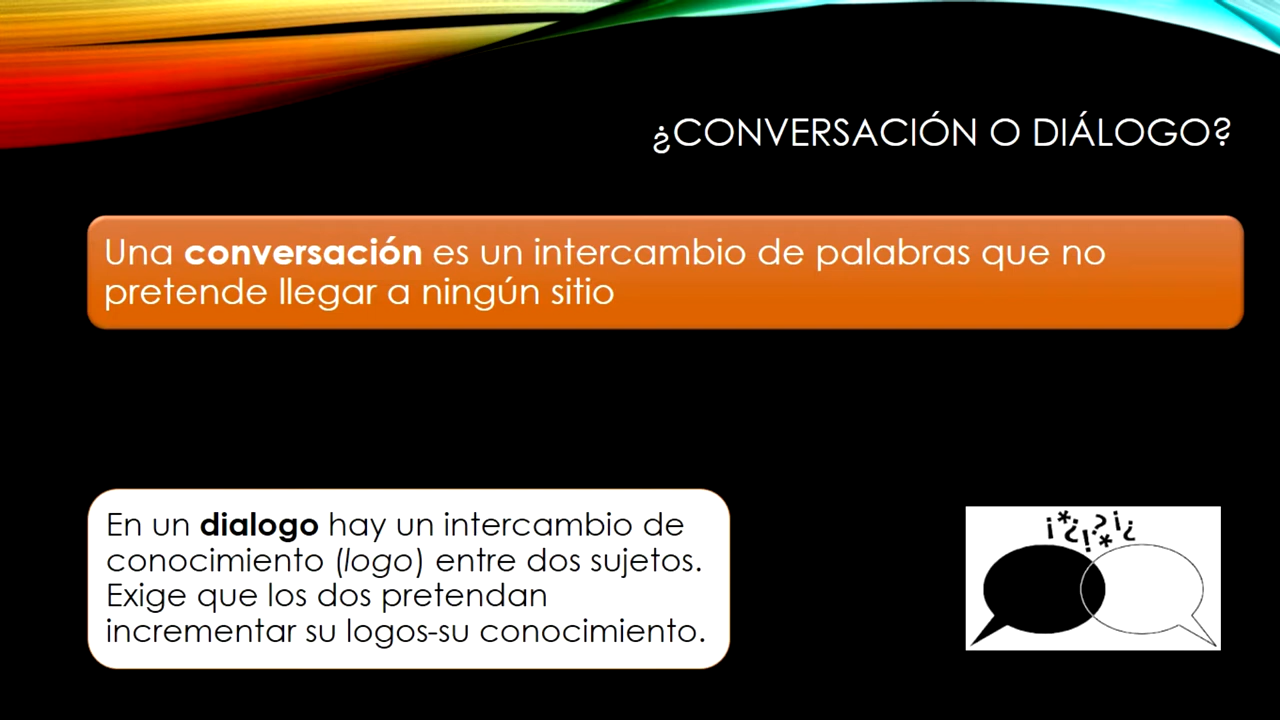 ¿CONVERSACIÓN O DIÁLOGO?
Una conversación es un intercambio de palabras que no
pretende llegar a ningún sitio
En un dialogo hay un intercambio de
conocimiento (logo) entre dos sujetos.
Exige que los dos pretendan
incrementar su logos-su conocimiento.
¡*¿!?*¡¿